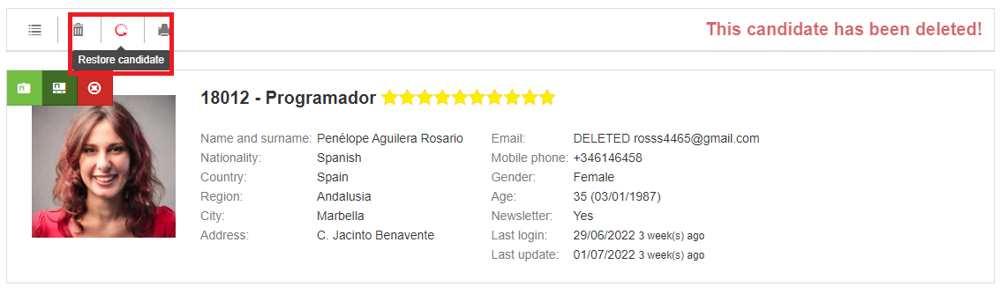 This candidate has been deleted!
Restore candidate
18012 - Programador
Name and surname: Penélope Aguilera Rosario Email: DELETED rosss4465@gmail.com
Nationality: Spanish Mobile phone: +346146458
Country: Spain Gender: Female
Region: Andalusia Age: 35 (03/01/1987)
City: Marbella Newsletter: Yes
Address: C. Jacinto Benavente Last login: 29/06/2022 3 week(s) ago
Last update: 01/07/2022 3 week(s) ago